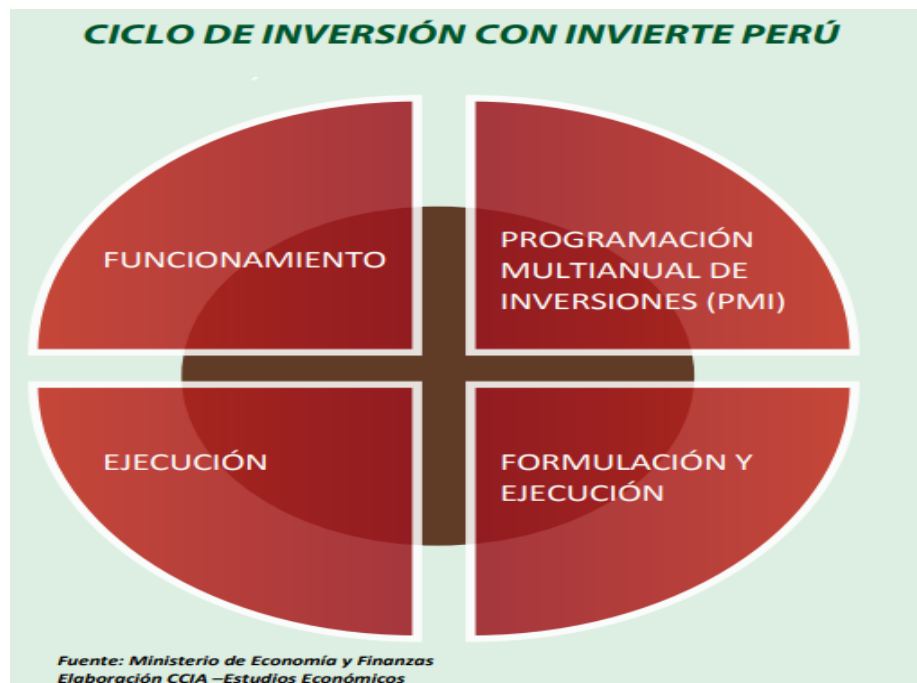 CICLO DE INVERSIÓN CON INVIERTE PERÚ
FUNCIONAMIENTO
PROGRAMACIÓN
MULTIANUAL DE
INVERSIONES (PMI)
EJECUCIÓN
FORMULACIÓN Y
EJECUCIÓN
Fuente: Ministerio de Economía y Finanzas
Elaboración CCIA –Estudios Económicos